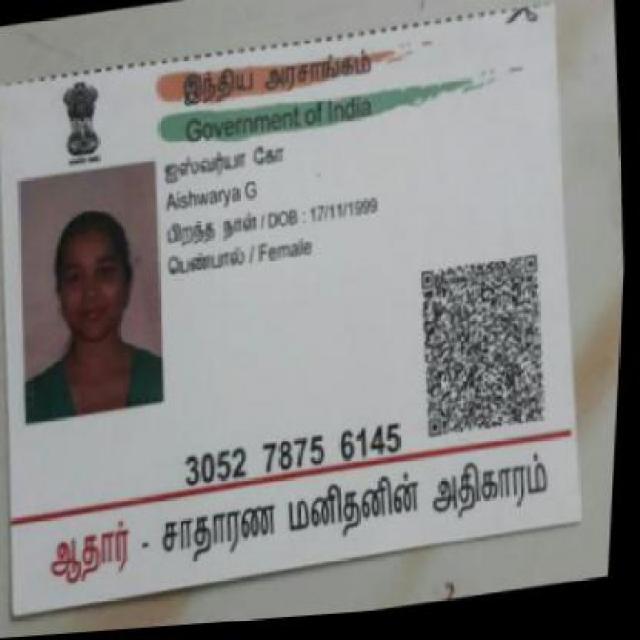 இந்திய அரசாங்கம்
Government of India
ஐஸ்வர்யா கோ
Aishwarya G
பிறந்த நாள் / DOB : 17/11/1999
பெண்பால் / Female
3052 7875 6145
ஆதார் - சாதாரண மனிதனின் அதிகாரம்